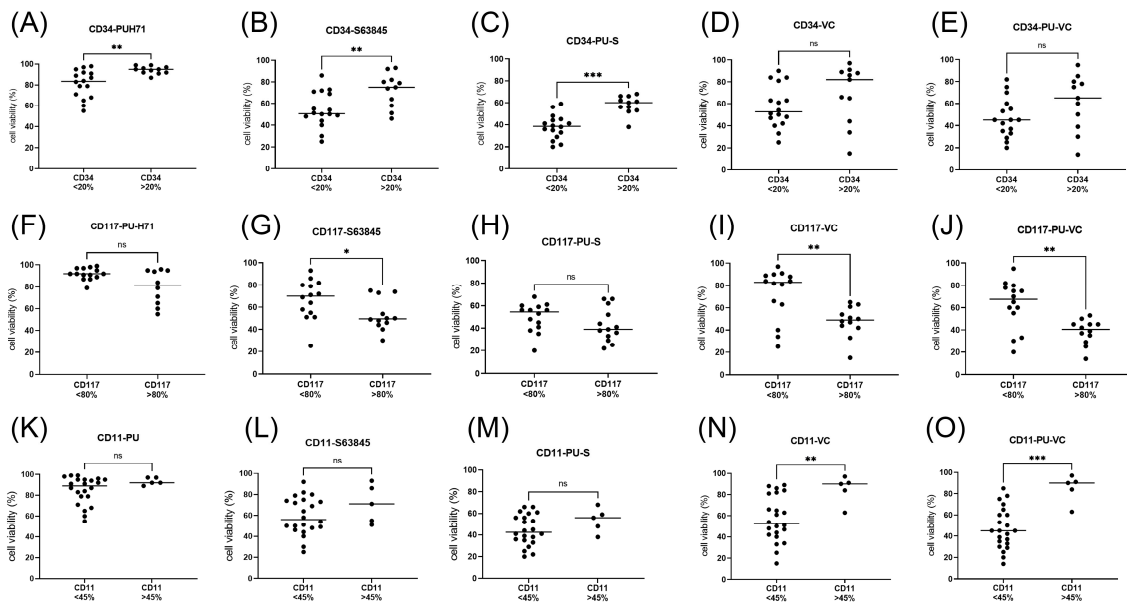 (A)
CD34-PUH71
**
cell viability (%)
100
80
60
40
20
0
CD34
<20%
CD34
>20%
(B)
CD34-S63845
**
cell viability (%)
100
80
60
40
20
0
CD34
<20%
CD34
>20%
(C)
CD34-PU-S
***
cell viability (%)
100
80
60
40
20
0
CD34
<20%
CD34
>20%
(D)
CD34-VC
ns
cell viability (%)
100
80
60
40
20
0
CD34
<20%
CD34
>20%
(E)
CD34-PU-VC
ns
cell viability (%)
100
80
60
40
20
0
CD34
<20%
CD34
>20%
(F)
CD117-PU-H71
ns
cell viability (%)
100
80
60
40
20
0
CD117
<80%
CD117
>80%
(G)
CD117-S63845
*
cell viability (%)
100
80
60
40
20
0
CD117
<80%
CD117
>80%
(H)
CD117-PU-S
ns
cell viability (%)
100
80
60
40
20
0
CD117
<80%
CD117
>80%
(I)
CD117-VC
**
cell viability (%)
100
80
60
40
20
0
CD117
<80%
CD117
>80%
(J)
CD117-PU-VC
**
cell viability (%)
100
80
60
40
20
0
CD117
<80%
CD117
>80%
(K)
CD11-PU
ns
cell viability (%)
100
80
60
40
20
0
CD11
<45%
CD11
>45%
(L)
CD11-S63845
ns
cell viability (%)
100
80
60
40
20
0
CD11
<45%
CD11
>45%
(M)
CD11-PU-S
ns
cell viability (%)
100
80
60
40
20
0
CD11
<45%
CD11
>45%
(N)
CD11-VC
**
cell viability (%)
100
80
60
40
20
0
CD11
<45%
CD11
>45%
(O)
CD11-PU-VC
***
cell viability (%)
100
80
60
40
20
0
CD11
<45%
CD11
>45%